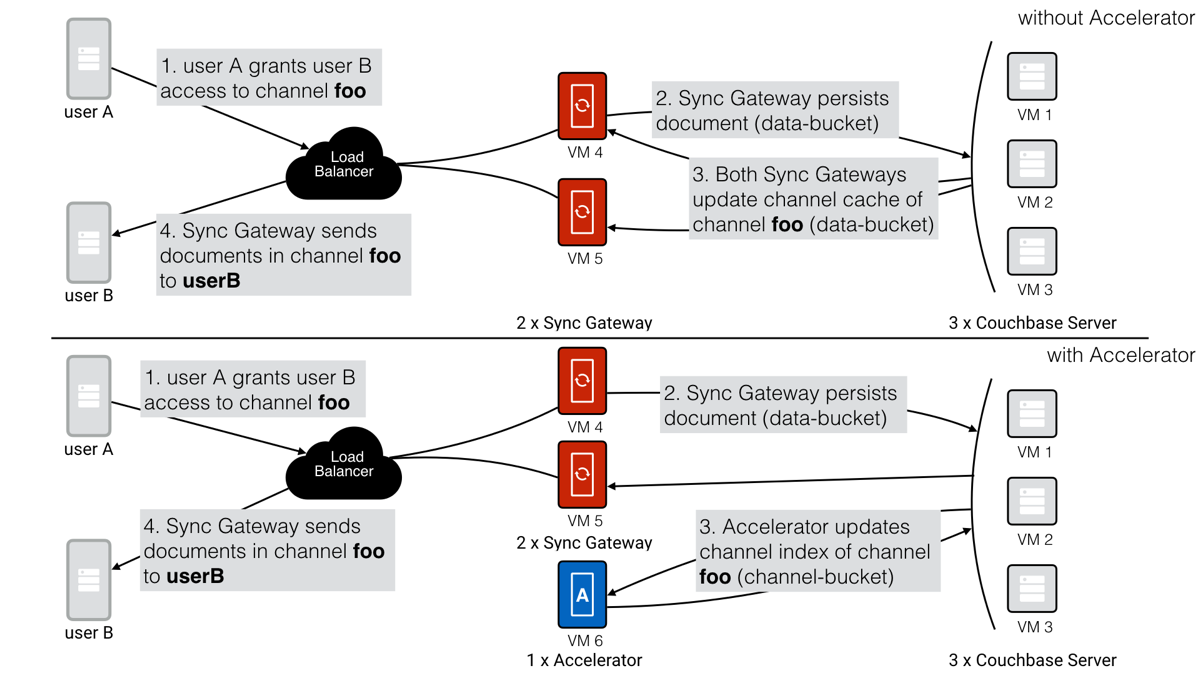 without Accelerator
1. user A grants user B
access to channel foo
user A
Load
Balancer
VM 4
2. Sync Gateway persists
document (data-bucket)
VM 1
3. Both Sync Gateways
update channel cache of
channel foo (data-bucket)
VM 2
4. Sync Gateway sends
documents in channel foo
to userB
user B
VM 5
VM 3
2 x Sync Gateway
3 x Couchbase Server
with Accelerator
1. user A grants user B
access to channel foo
user A
Load
Balancer
VM 4
2. Sync Gateway persists
document (data-bucket)
VM 1
VM 5
2 x Sync Gateway
4. Sync Gateway sends
documents in channel foo
to userB
3. Accelerator updates
channel index of channel
foo (channel-bucket)
VM 2
user B
A
VM 6
1 x Accelerator
VM 3
3 x Couchbase Server